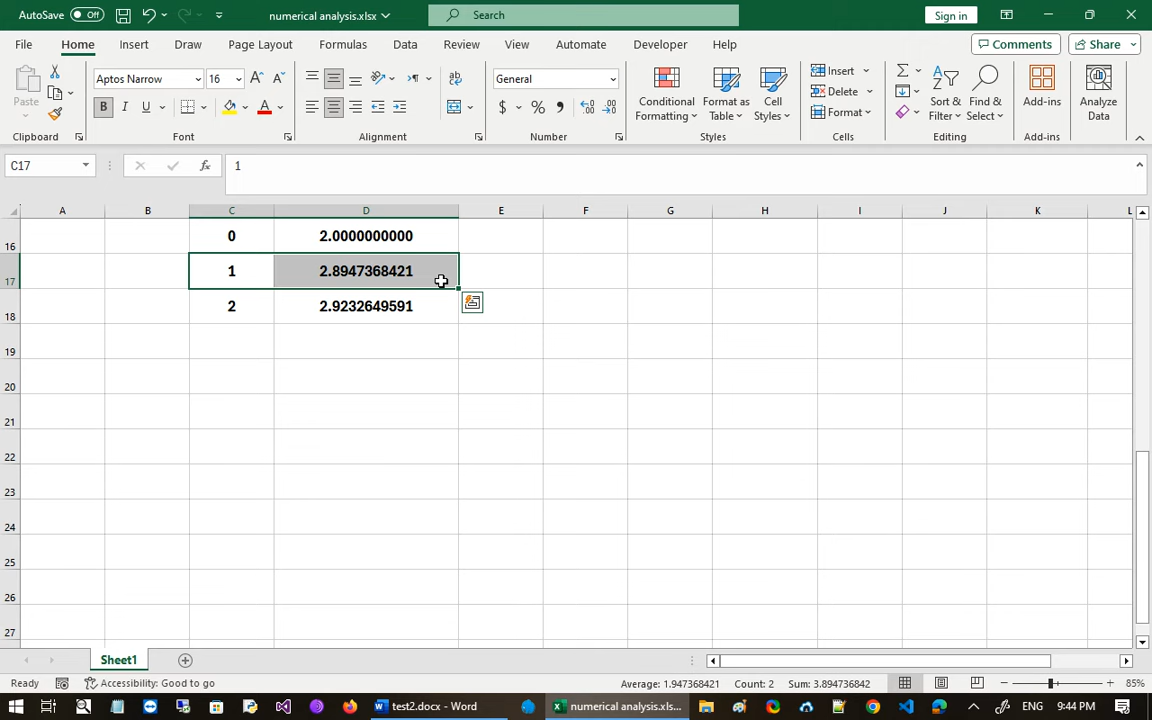 AutoSave Off numerical analysis.xlsx Search Sign in
File Home Insert Draw Page Layout Formulas Data Review View Automate Developer Help Comments Share
Paste Aptos Narrow 16 General Insert Delete Format
B I U $ % 9 Conditional Formatting Format as Table Cell Styles Sort & Filter Find & Select Add-ins Analyze Data
Clipboard Font Alignment Number Styles Cells Editing Add-ins
C17 fx 1
A B C D E F G H I J K L
16 0 2.0000000000
17 1 2.8947368421
18 2 2.9232649591
19
20
21
22
23
24
25
26
27
Sheet1
Ready Accessibility: Good to go Average: 1.947368421 Count: 2 Sum: 3.894736842 85%
test2.docx - Word numerical analysis.xls... ENG 9:44 PM